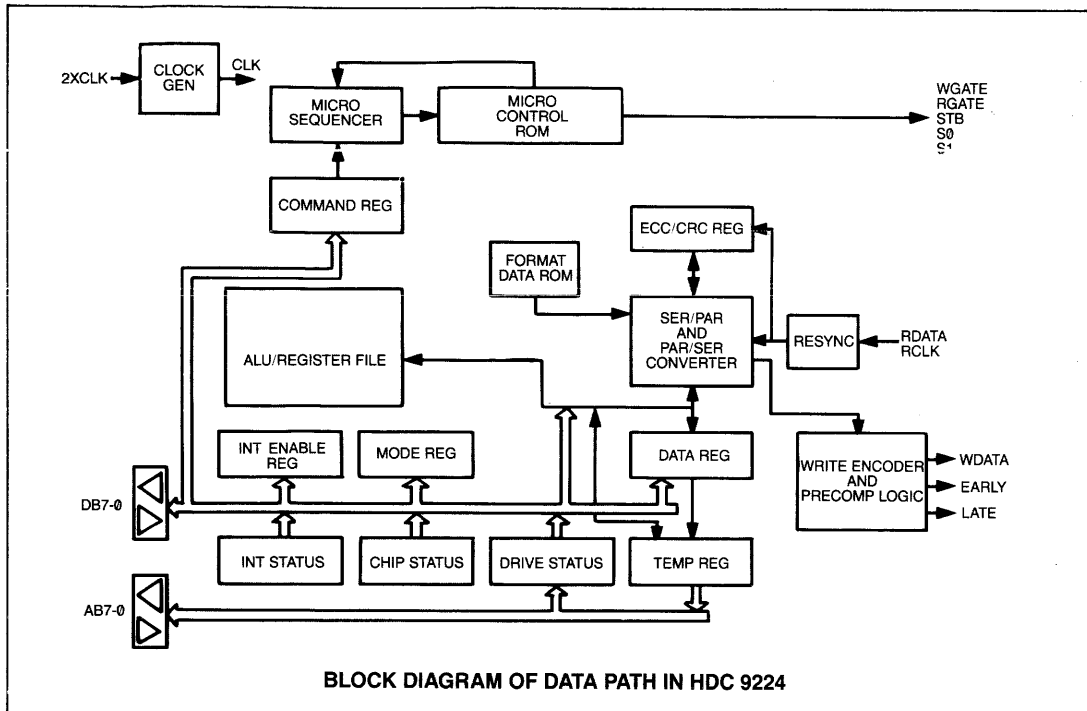 2XCLK
CLOCK
GEN
CLK
MICRO
SEQUENCER
MICRO
CONTROL
ROM
WGATE
RGATE
STB
S0
S1
COMMAND REG
ECC/CRC REG
FORMAT
DATA ROM
SER/PAR
AND
PAR/SER
CONVERTER
RESYNC
RDATA
RCLK
ALU/REGISTER FILE
INT ENABLE
REG
MODE REG
DATA REG
WRITE ENCODER
AND
PRECOMP LOGIC
WDATA
EARLY
LATE
DB7-0
INT STATUS
CHIP STATUS
DRIVE STATUS
TEMP REG
AB7-0
BLOCK DIAGRAM OF DATA PATH IN HDC 9224